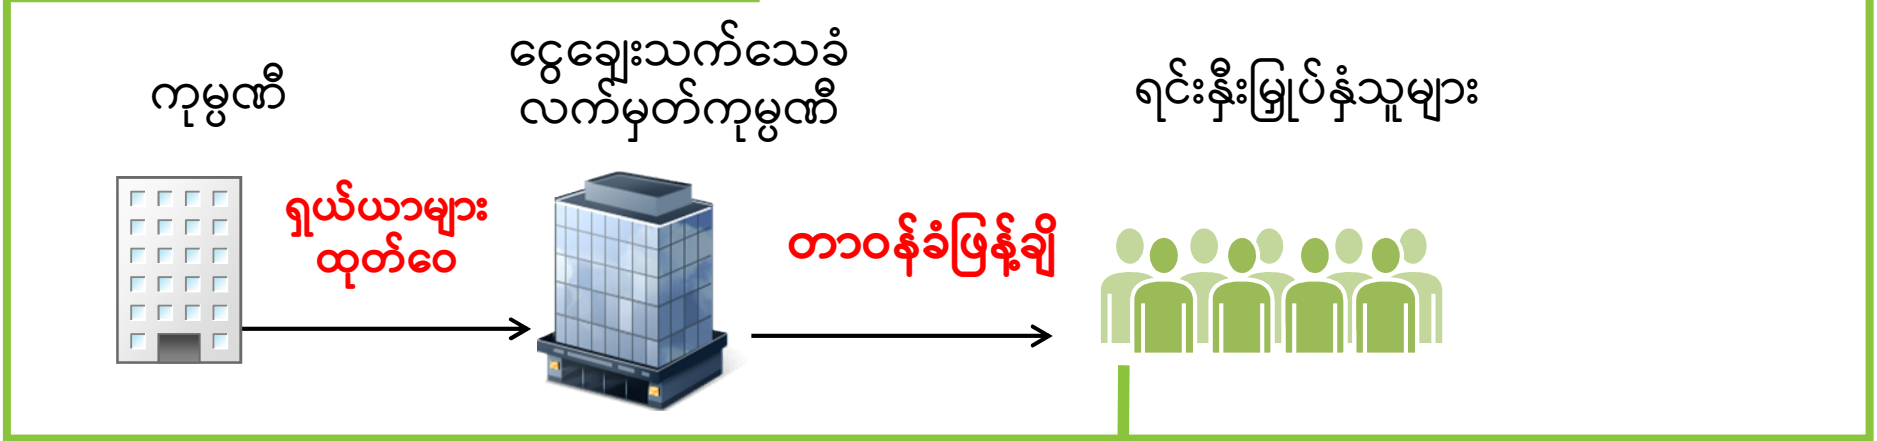 ကုမ္ပဏီ
ငွေချေးသက်သေခံ
လက်မှတ်ကုမ္ပဏီ
ရင်းနှီးမြှုပ်နှံသူများ
ရှယ်ယာများ
ထုတ်ဝေ
တာဝန်ခံဖြန့်ချိ